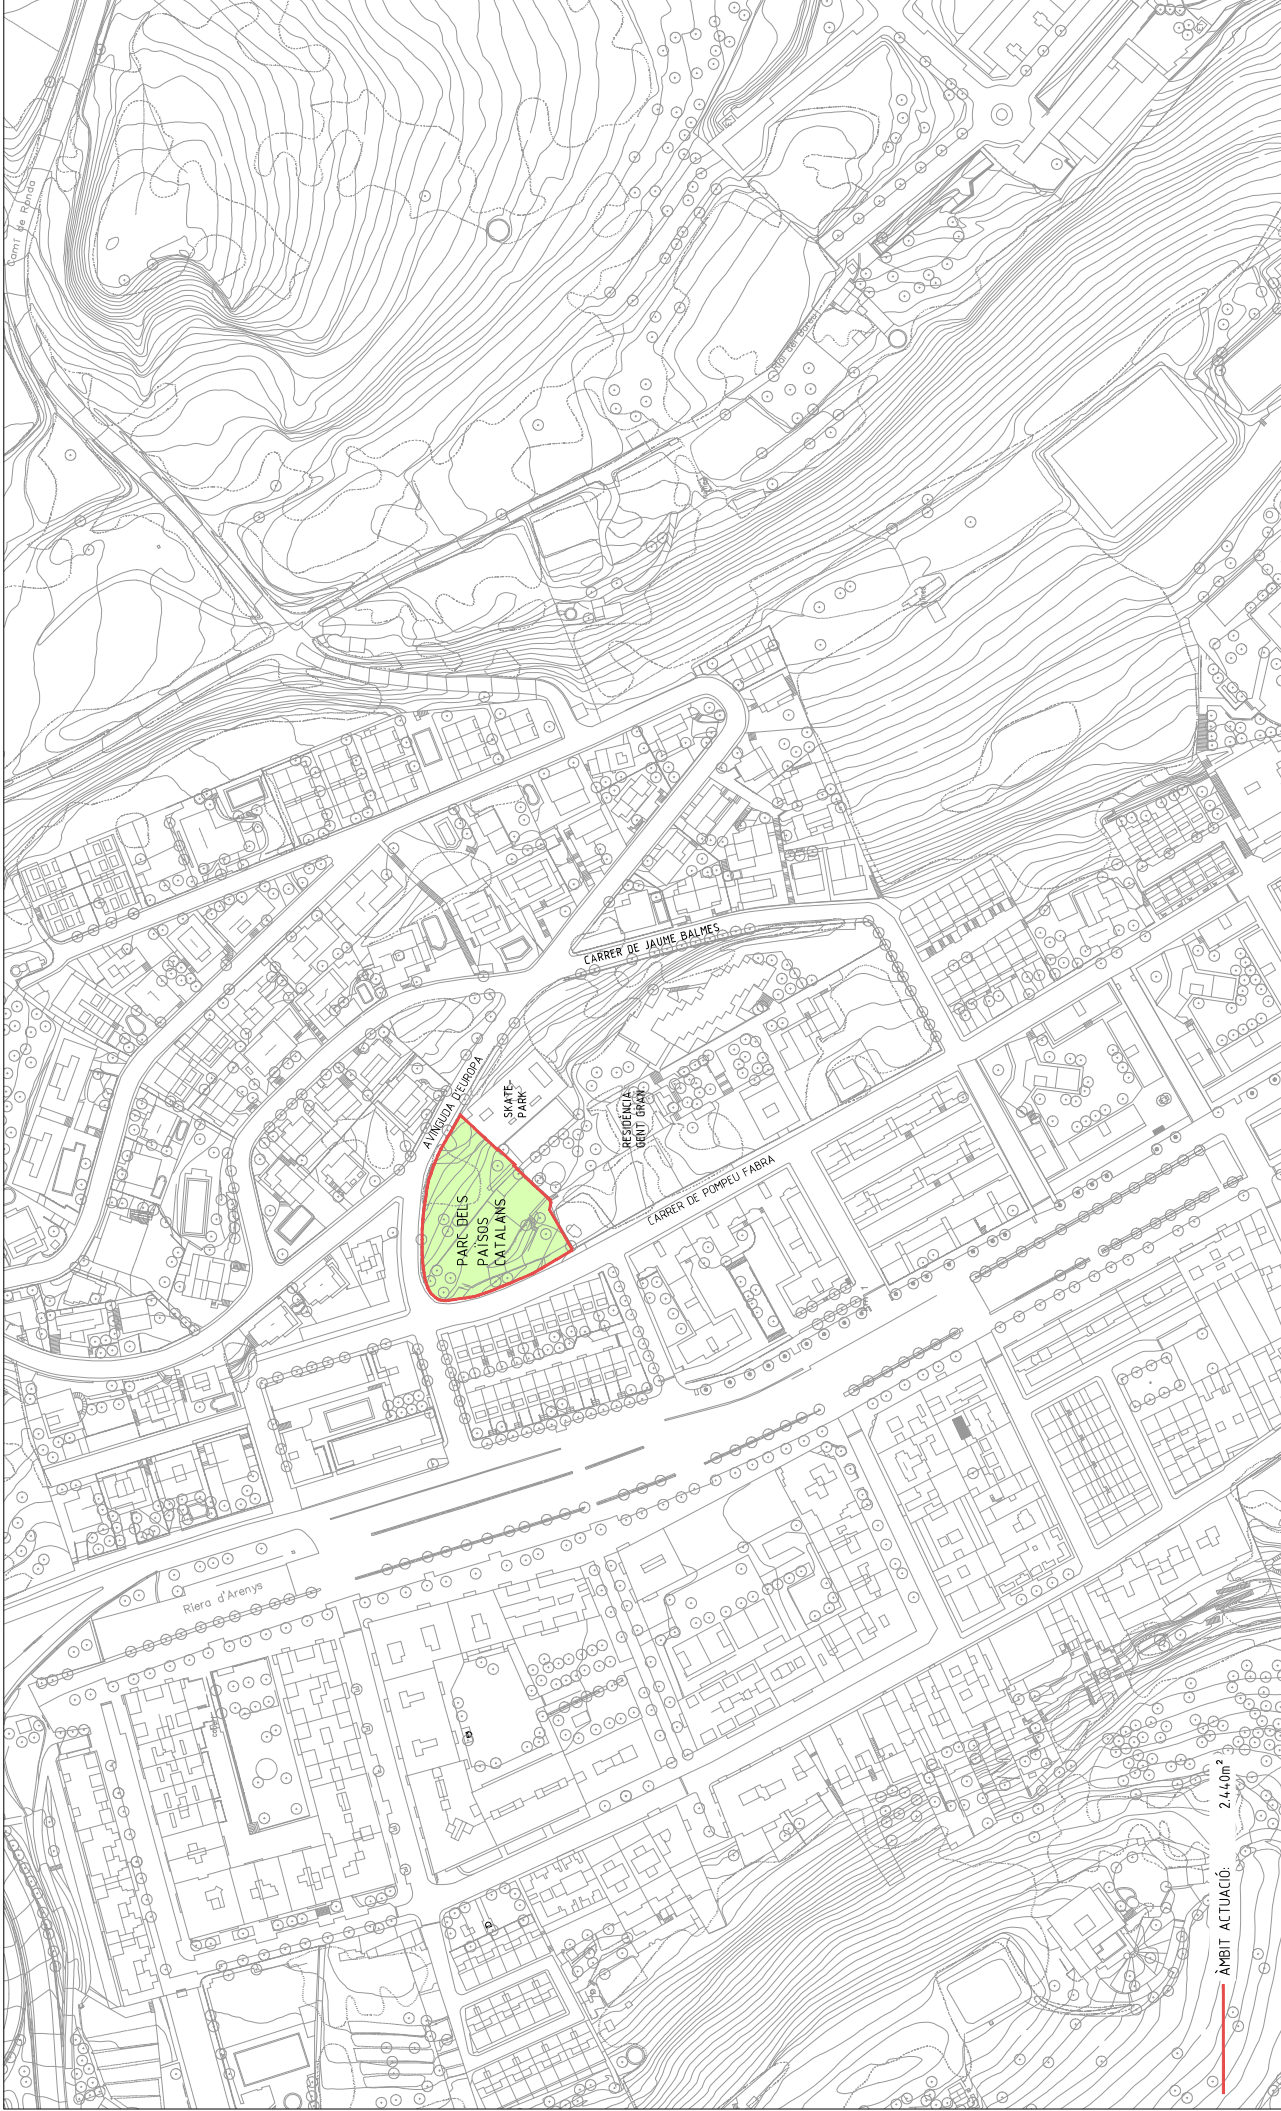 Camí de Ronda
CARRER DE JAUME BALMES
AVINGUDA D'EUROPA
SKATE-
PARK
RESIDÈNCIA
GENT GRAN
CARRER DE POMPEU FABRA
PARC DELS
PAÏSOS
CATALANS
Riera d'Arenys
ÀMBIT ACTUACIÓ: 2.440m²